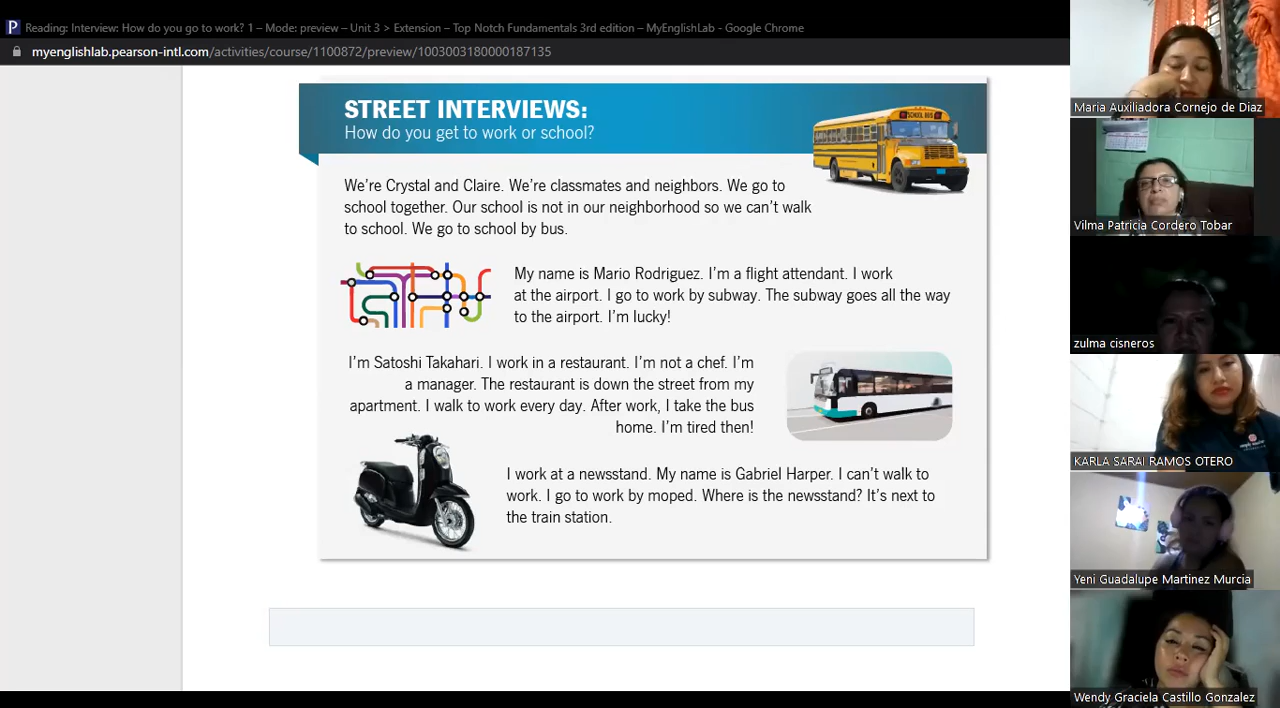 Reading: Interview: How do you go to work? 1 – Mode: preview – Unit 3 > Extension – Top Notch Fundamentals 3rd edition – MyEnglishLab - Google Chrome
myenglishlab.pearson-intl.com/activities/course/1100872/preview/1003003180000187135
STREET INTERVIEWS:
How do you get to work or school?
SCHOOL BUS
We're Crystal and Claire. We're classmates and neighbors. We go to
school together. Our school is not in our neighborhood so we can't walk
to school. We go to school by bus.
My name is Mario Rodriguez. I'm a flight attendant. I work
at the airport. I go to work by subway. The subway goes all the way
to the airport. I'm lucky!
I'm Satoshi Takahari. I work in a restaurant. I'm not a chef. I'm
a manager. The restaurant is down the street from my
apartment. I walk to work every day. After work, I take the bus
home. I'm tired then!
I work at a newsstand. My name is Gabriel Harper. I can't walk to
work. I go to work by moped. Where is the newsstand? It's next to
the train station.
Maria Auxiliadora Cornejo de Diaz
Vilma Patricia Cordero Tobar
zulma cisneros
KARLA SARAI RAMOS OTERO
Yeni Guadalupe Martinez Murcia
Wendy Graciela Castillo Gonzalez